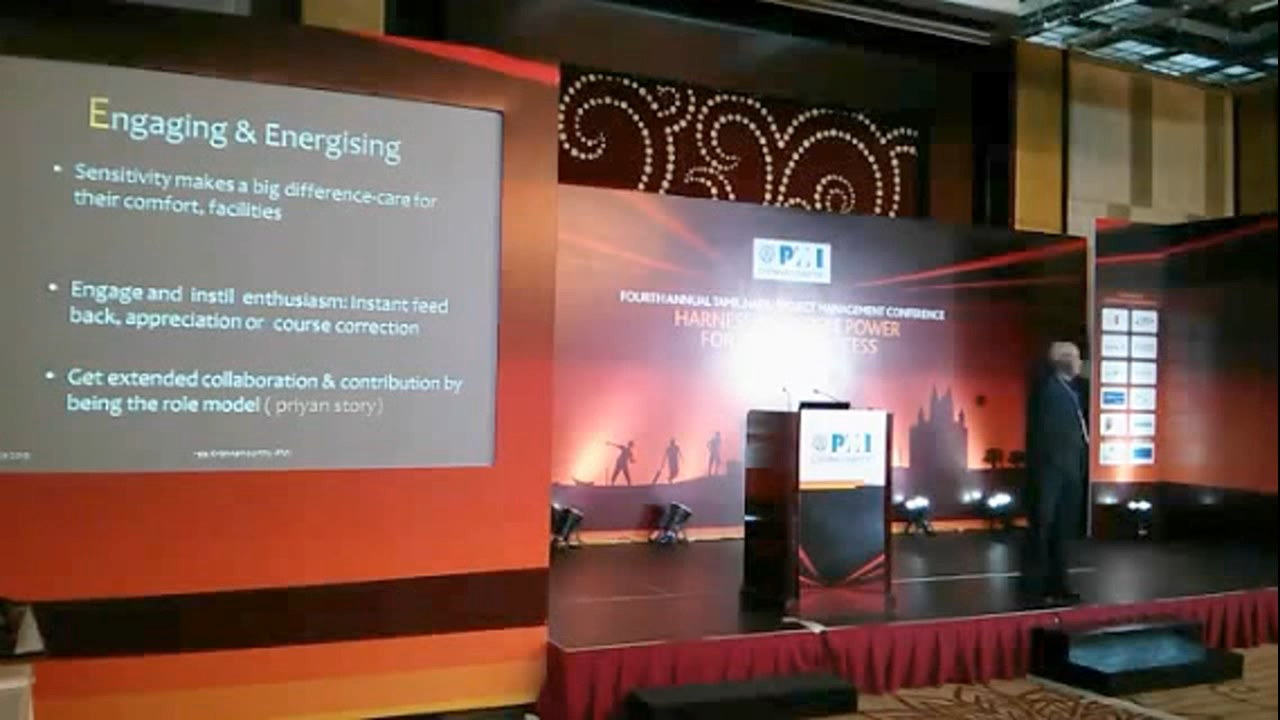 Engaging & Energising
• Sensitivity makes a big difference-care for
their comfort, facilities
• Engage and instil enthusiasm: Instant feed
back, appreciation or course correction
• Get extended collaboration & contribution by
being the role model ( priyan story)
PMI
FOURTH ANNUAL TAMIL NADU PROJECT MANAGEMENT CONFERENCE
POWER
FOR
PMI